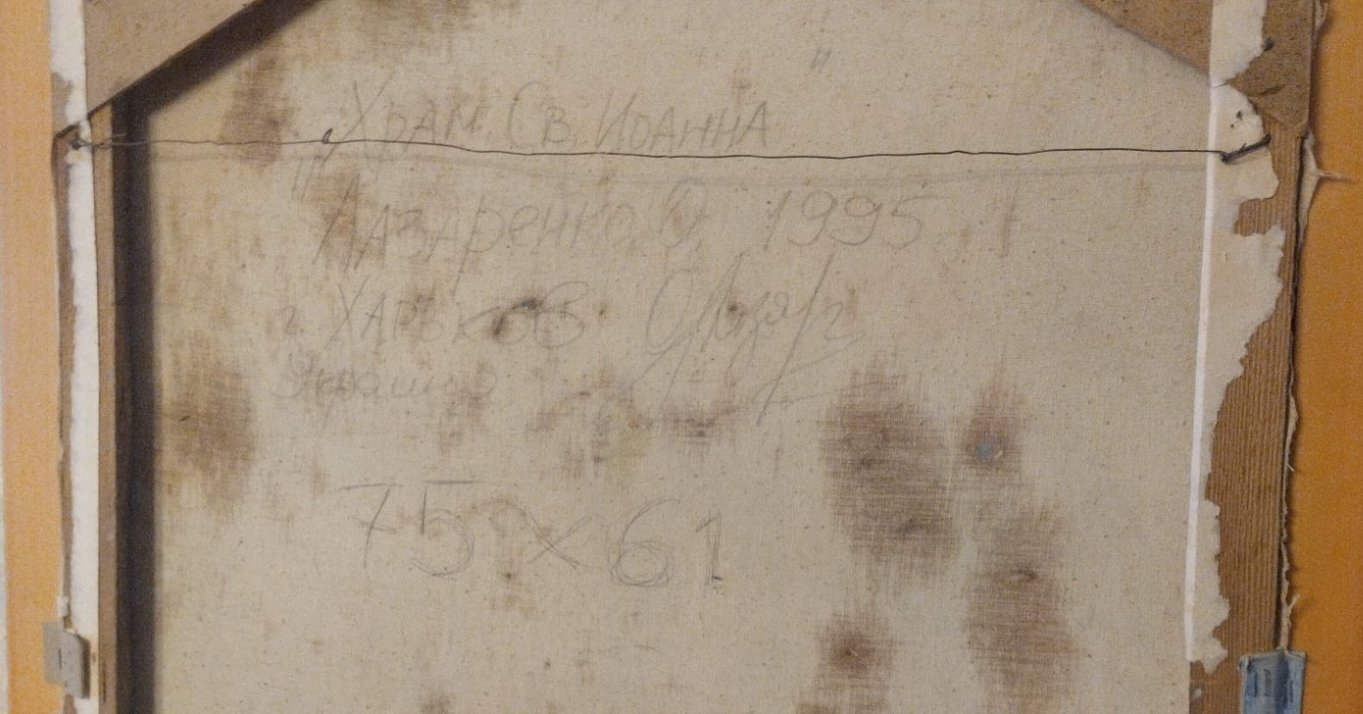 "Храм Св. Иоанна"
Лазаренко О. 1995 г.
г. Харьков
Украина
75×61